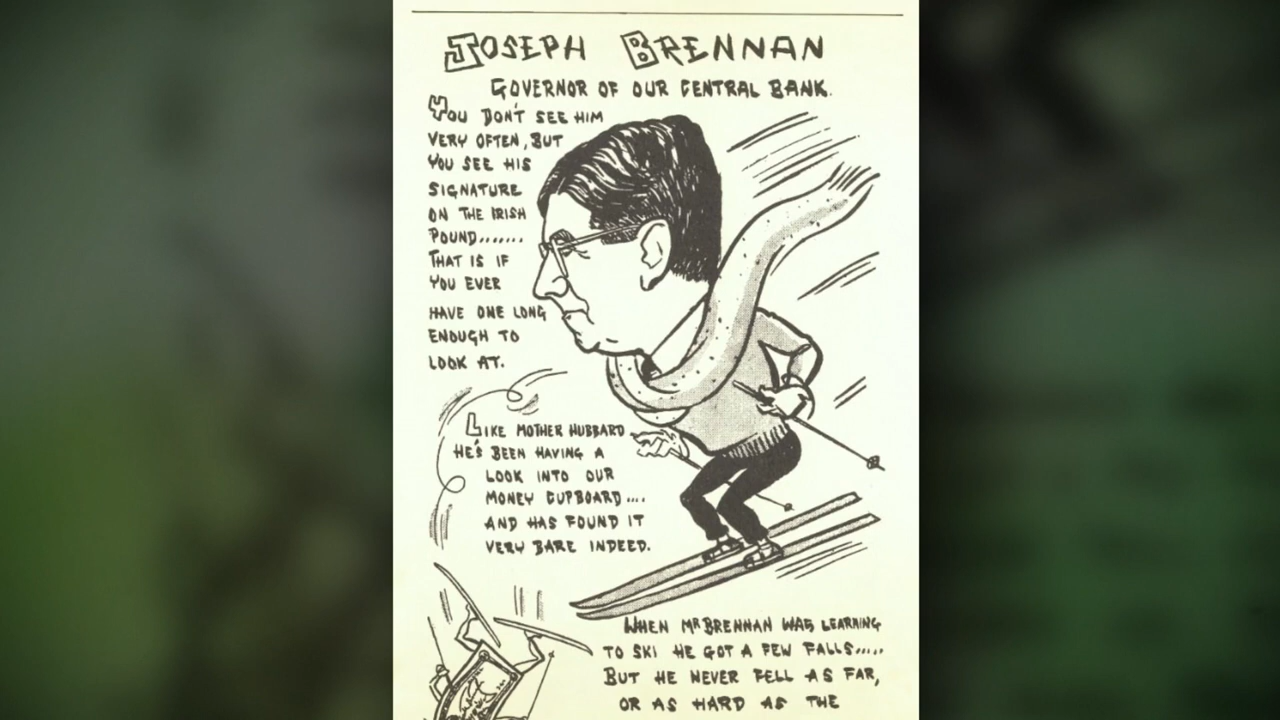 JOSEPH BRENNAN
GOVERNOR OF OUR CENTRAL BANK.
YOU DON'T SEE HIM
VERY OFTEN, BUT
YOU SEE HIS
SIGNATURE
ON THE IRISH
POUND.......
THAT IS IF
YOU EVER
HAVE ONE LONG
ENOUGH TO
LOOK AT.
LIKE MOTHER HUBBARD
HE'S BEEN HAVING A
LOOK INTO OUR
MONEY CUPBOARD....
AND HAS FOUND IT
VERY BARE INDEED.
WHEN MR BRENNAN WAS LEARNING
TO SKI HE GOT A FEW FALLS.....
BUT HE NEVER FELL AS FAR,
OR AS HARD AS THE